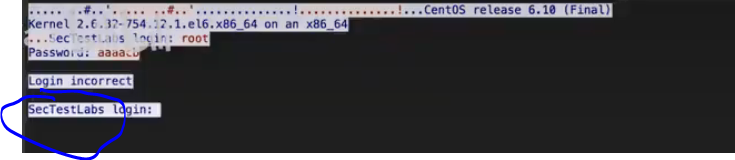 ..... ..#..'..... ..#..'..............!..............!...CentOS release 6.10 (Final)
Kernel 2.6.32-754.12.1.el6.x86_64 on an x86_64
...SecTestLabs login: root
Password: aaaacb
Login incorrect
SecTestLabs login: